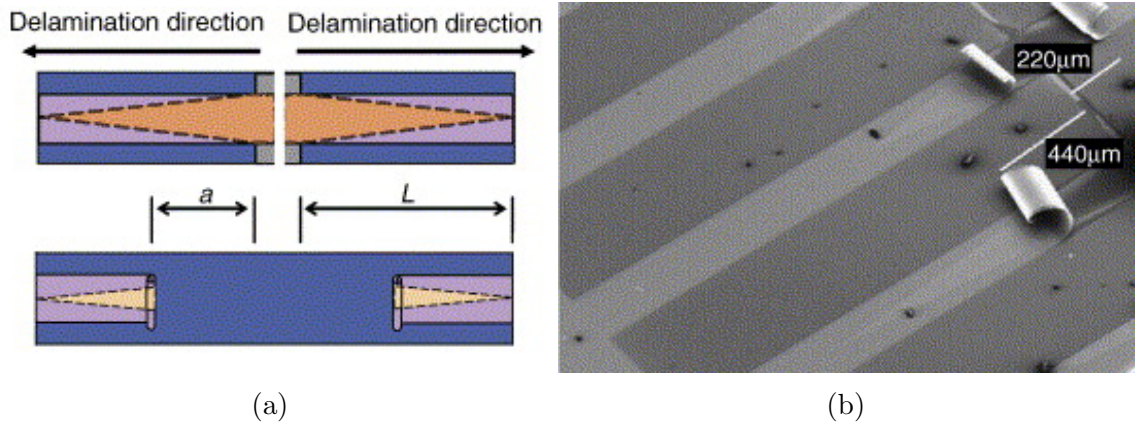 Delamination direction Delamination direction
a L
220μm
440μm
(a) (b)